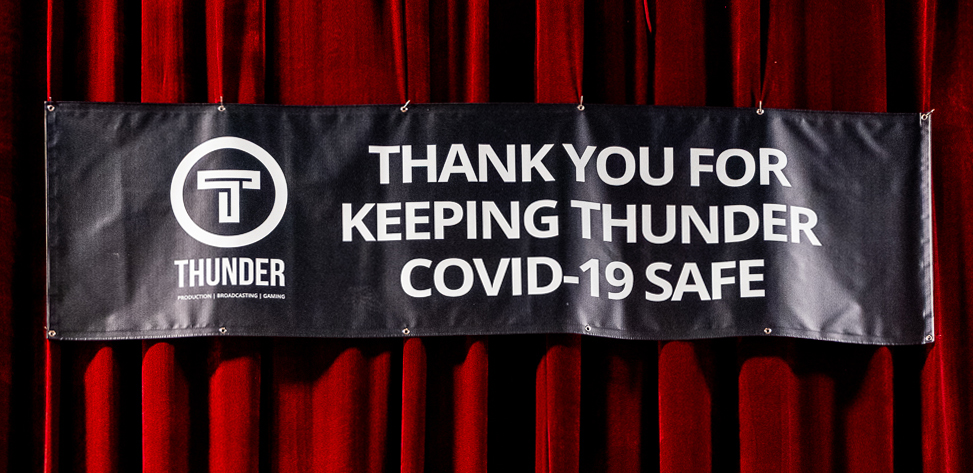 THUNDER
PRODUCTION | BROADCASTING | GAMING
THANK YOU FOR
KEEPING THUNDER
COVID-19 SAFE